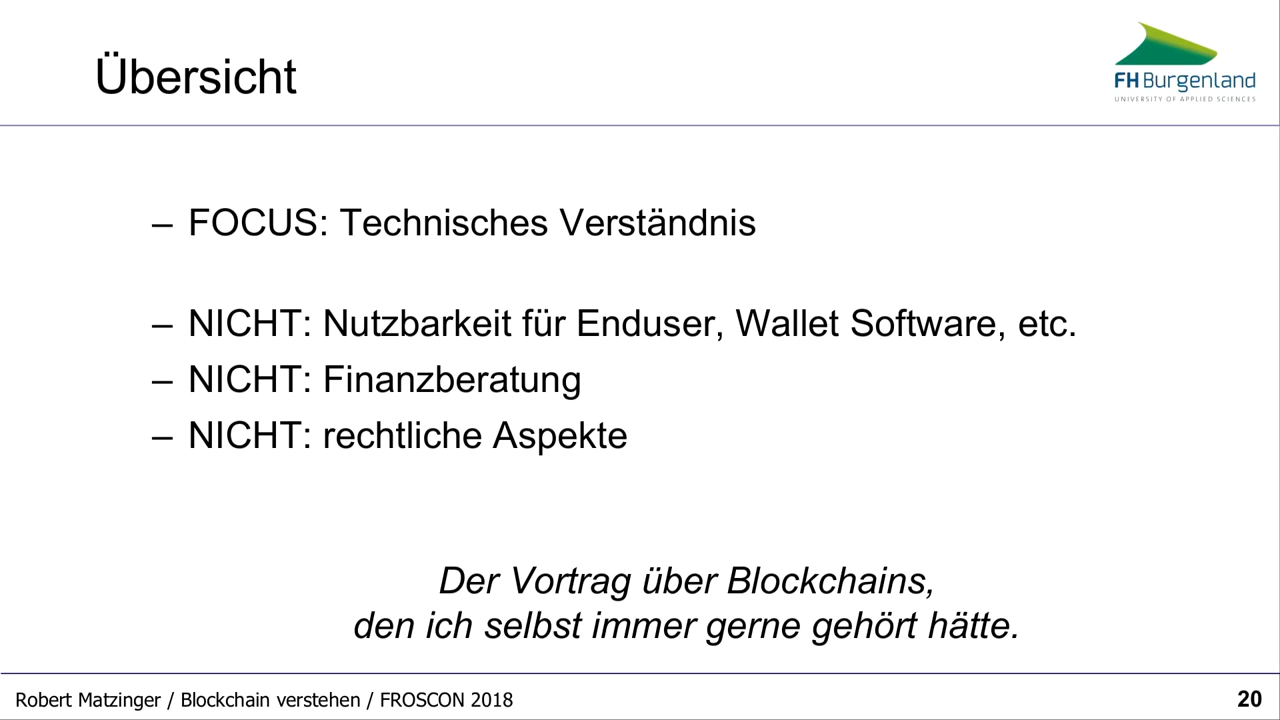 Übersicht
FH Burgenland
UNIVERSITY OF APPLIED SCIENCES
– FOCUS: Technisches Verständnis
– NICHT: Nutzbarkeit für Enduser, Wallet Software, etc.
– NICHT: Finanzberatung
– NICHT: rechtliche Aspekte
Der Vortrag über Blockchains,
den ich selbst immer gerne gehört hätte.
Robert Matzinger / Blockchain verstehen / FROSCON 2018
20